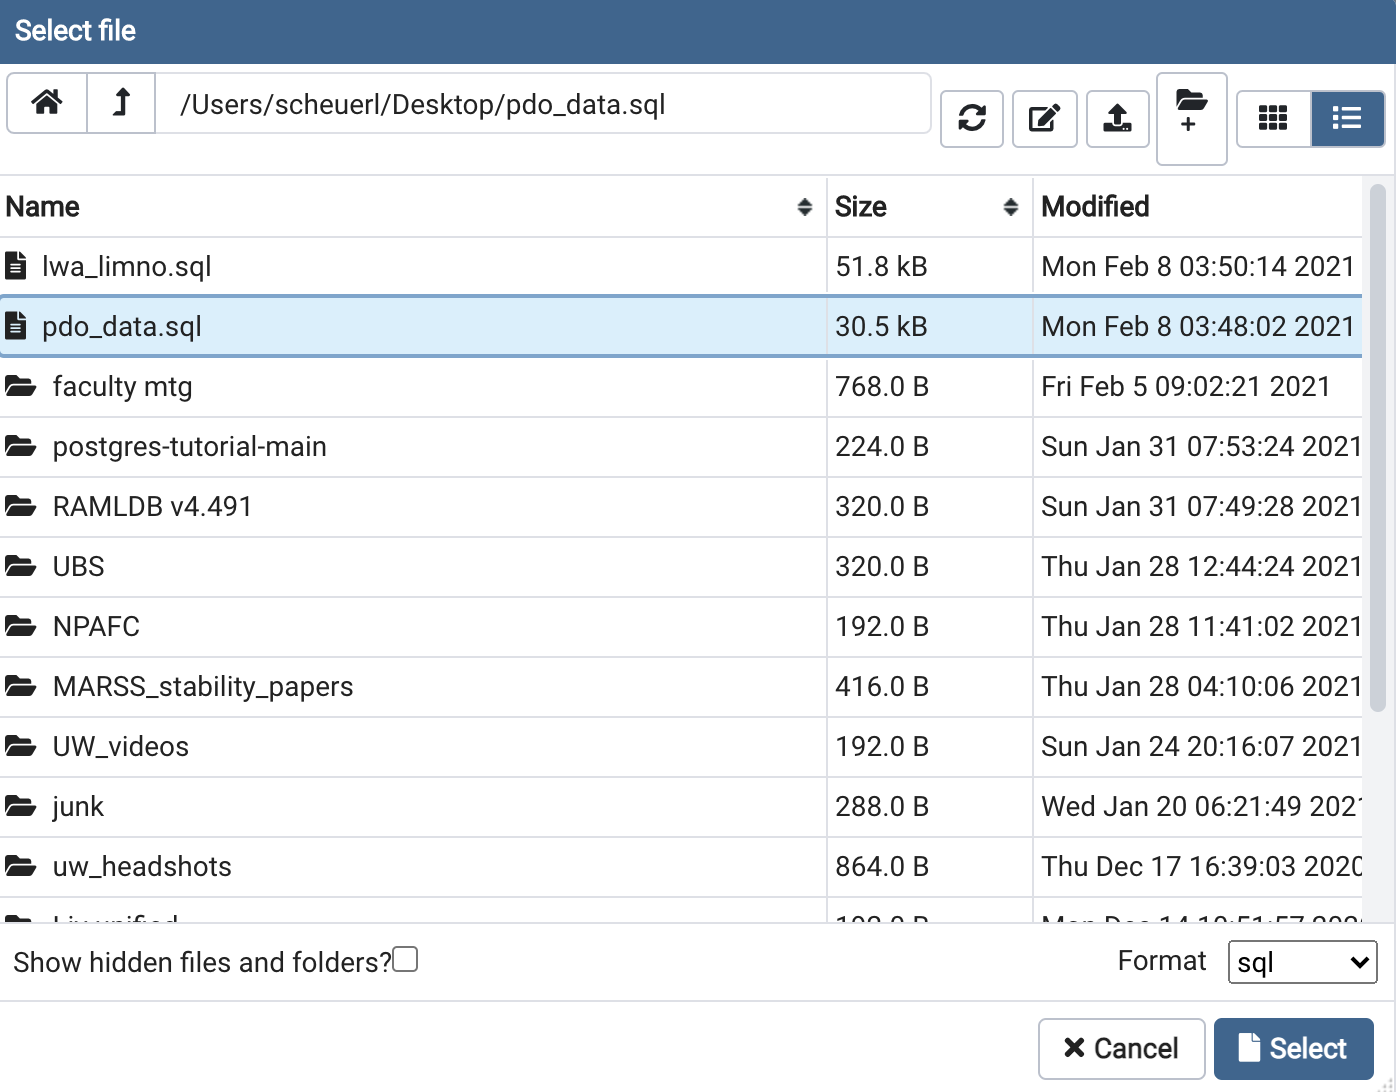 Select file
/Users/scheuerl/Desktop/pdo_data.sql
Name Size Modified
lwa_limno.sql 51.8 kB Mon Feb 8 03:50:14 2021
pdo_data.sql 30.5 kB Mon Feb 8 03:48:02 2021
faculty mtg 768.0 B Fri Feb 5 09:02:21 2021
postgres-tutorial-main 224.0 B Sun Jan 31 07:53:24 2021
RAMLDB v4.491 320.0 B Sun Jan 31 07:49:28 2021
UBS 320.0 B Thu Jan 28 12:44:24 2021
NPAFC 192.0 B Thu Jan 28 11:41:02 2021
MARSS_stability_papers 416.0 B Thu Jan 28 04:10:06 2021
UW_videos 192.0 B Sun Jan 24 20:16:07 2021
junk 288.0 B Wed Jan 20 06:21:49 2021
uw_headshots 864.0 B Thu Dec 17 16:39:03 2020
Show hidden files and folders? Format sql
Cancel Select